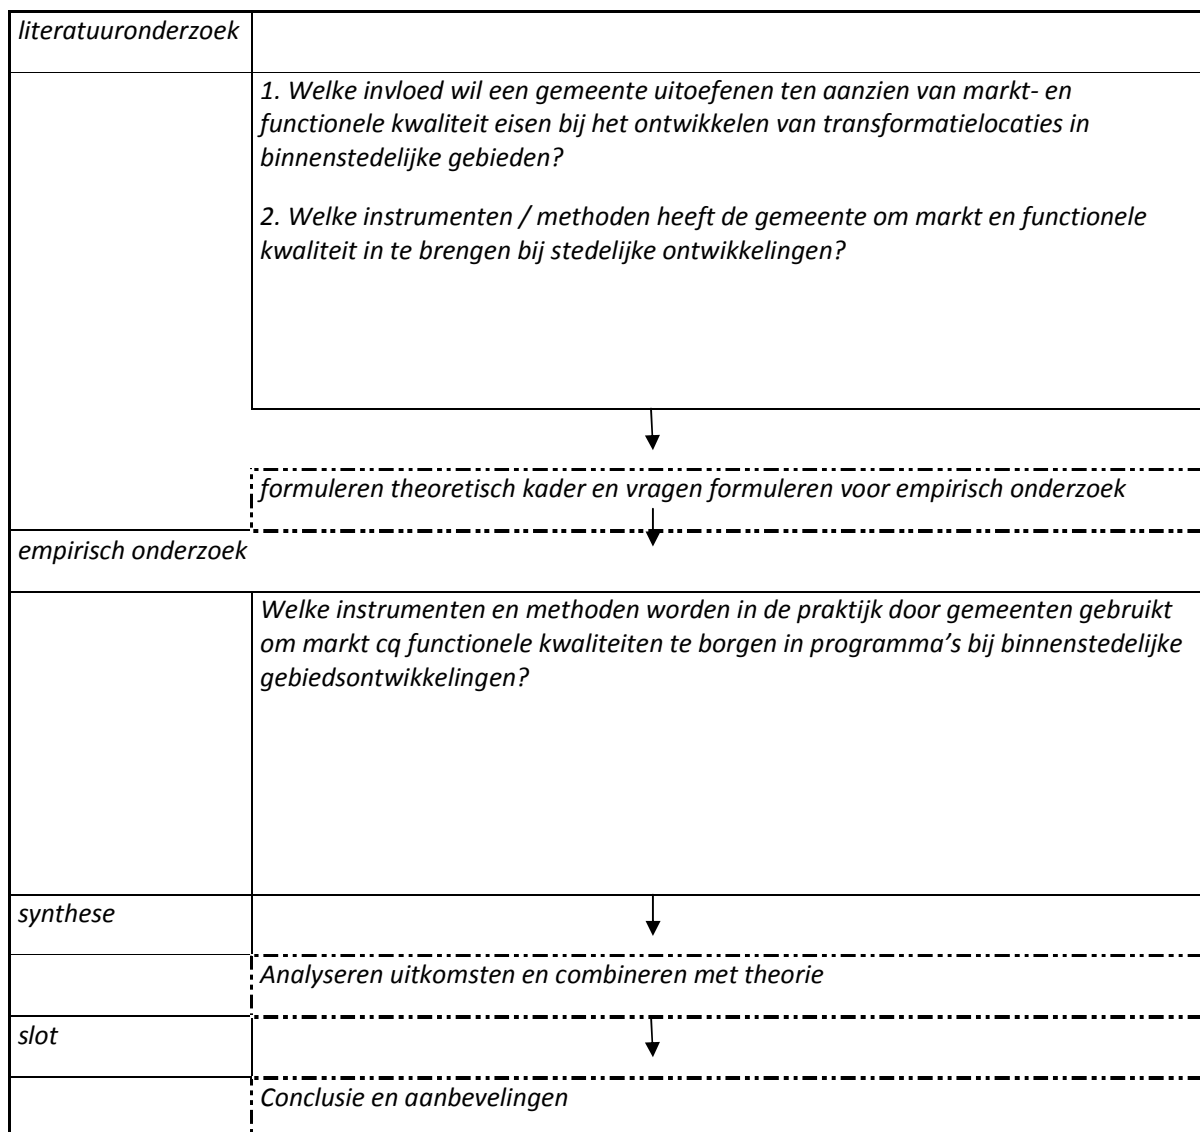 literatuuronderzoek
1. Welke invloed wil een gemeente uitoefenen ten aanzien van markt- en
functionele kwaliteit eisen bij het ontwikkelen van transformatielocaties in
binnenstedelijke gebieden?
2. Welke instrumenten / methoden heeft de gemeente om markt en functionele
kwaliteit in te brengen bij stedelijke ontwikkelingen?
formuleren theoretisch kader en vragen formuleren voor empirisch onderzoek
empirisch onderzoek
Welke instrumenten en methoden worden in de praktijk door gemeenten gebruikt
om markt cq functionele kwaliteiten te borgen in programma's bij binnenstedelijke
gebiedsontwikkelingen?
synthese
Analyseren uitkomsten en combineren met theorie
slot
Conclusie en aanbevelingen